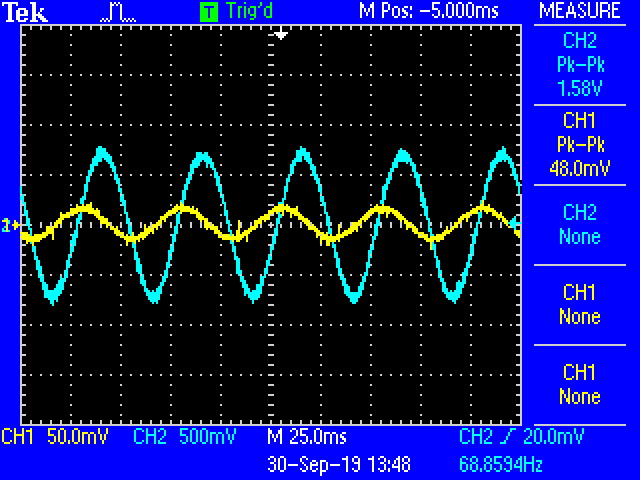 Tek T Trig'd M Pos: -5.000ms MEASURE
CH2
Pk-Pk
1.58V
CH1
Pk-Pk
48.0mV
CH2
None
CH1
None
CH1
None
CH1 50.0mV CH2 500mV M 25.0ms CH2 20.0mV
30-Sep-19 13:48 68.8594Hz